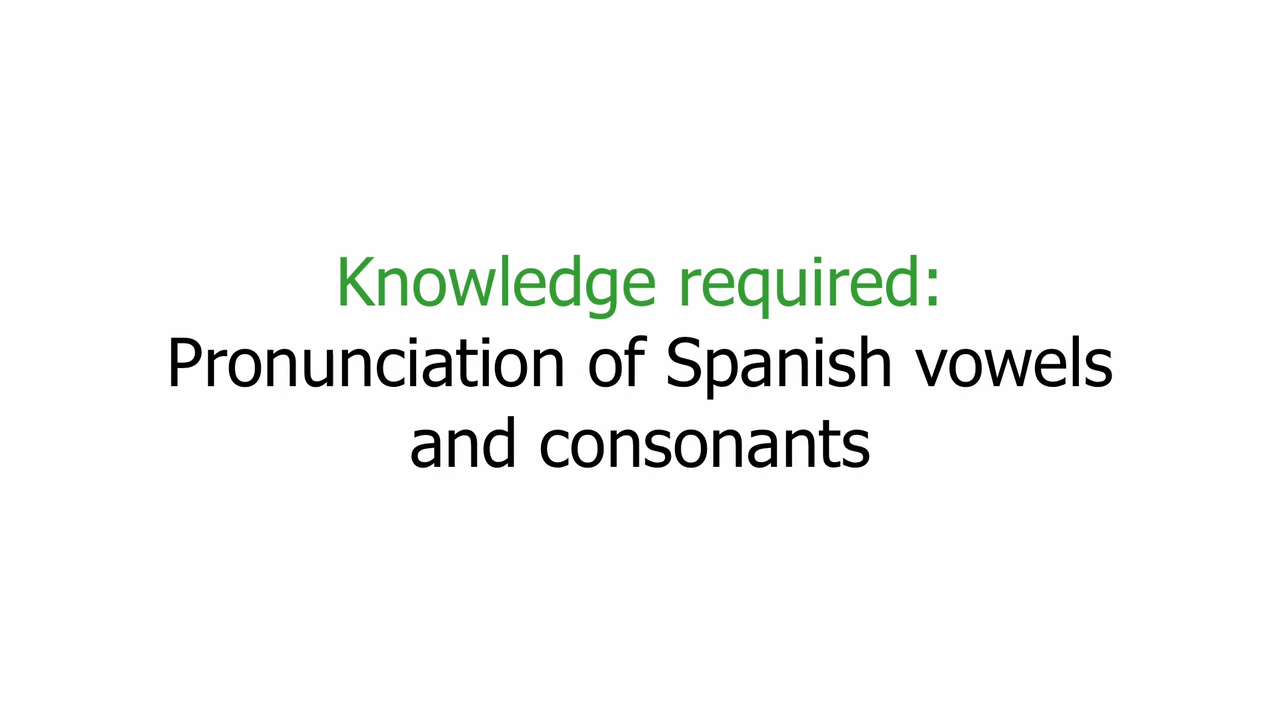 Knowledge required:
Pronunciation of Spanish vowels
and consonants